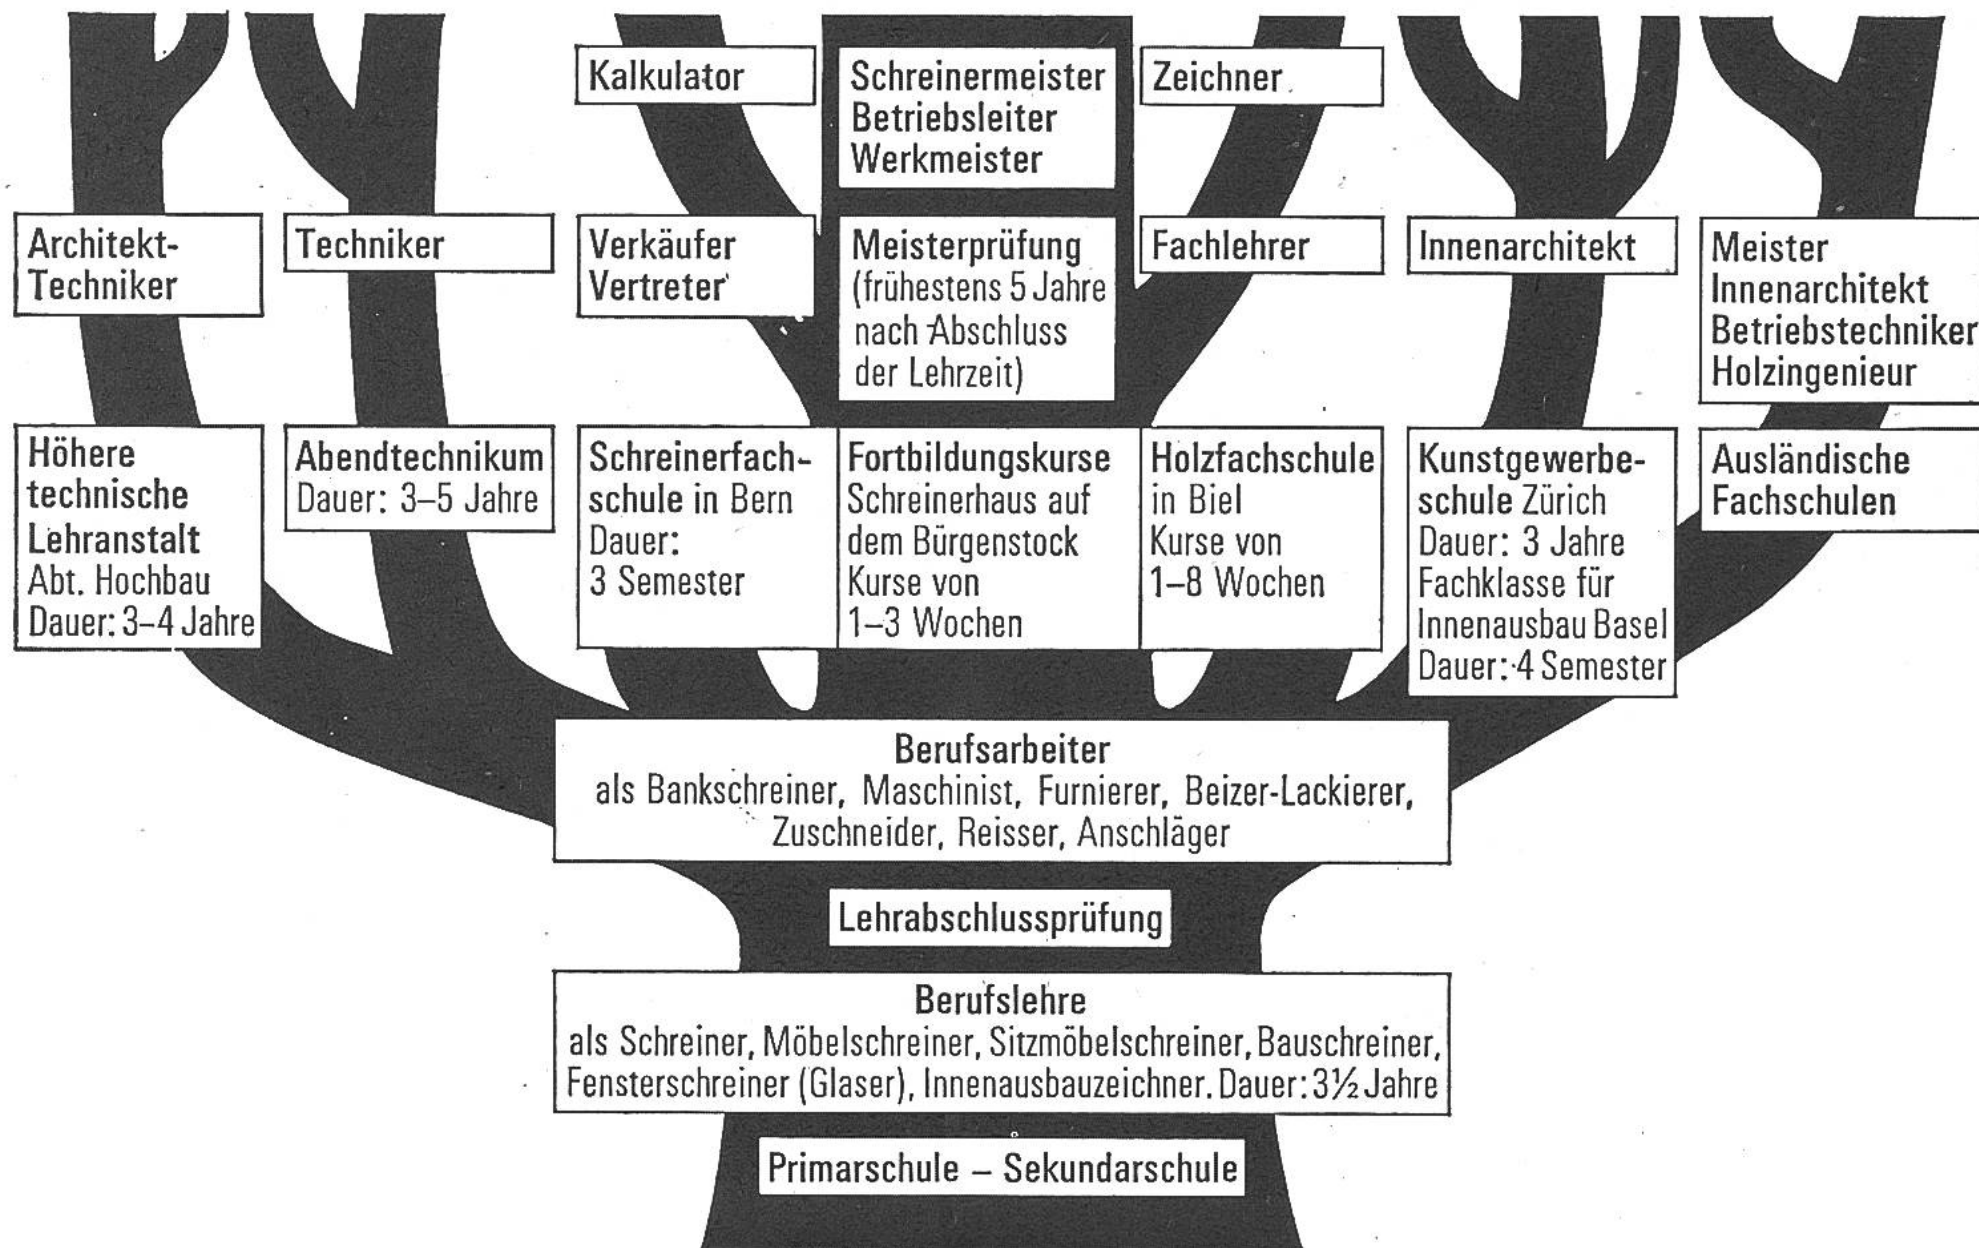 Kalkulator
Schreinermeister
Betriebsleiter
Werkmeister
Zeichner
Architekt-
Techniker
Techniker
Verkäufer
Vertreter
Meisterprüfung
(frühestens 5 Jahre
nach Abschluss
der Lehrzeit)
Fachlehrer
Innenarchitekt
Meister
Innenarchitekt
Betriebstechniker
Holzingenieur
Höhere
technische
Lehranstalt
Abt. Hochbau
Dauer: 3–4 Jahre
Abendtechnikum
Dauer: 3–5 Jahre
Schreinerfach-
schule in Bern
Dauer:
3 Semester
Fortbildungskurse
Schreinerhaus auf
dem Bürgenstock
Kurse von
1–3 Wochen
Holzfachschule
in Biel
Kurse von
1–8 Wochen
Kunstgewerbe-
schule Zürich
Dauer: 3 Jahre
Fachklasse für
Innenausbau Basel
Dauer: 4 Semester
Ausländische
Fachschulen
Berufsarbeiter
als Bankschreiner, Maschinist, Furnierer, Beizer-Lackierer,
Zuschneider, Reisser, Anschläger
Lehrabschlussprüfung
Berufslehre
als Schreiner, Möbelschreiner, Sitzmöbelschreiner, Bauschreiner,
Fensterschreiner (Glaser), Innenausbauzeichner. Dauer: 3½ Jahre
Primarschule – Sekundarschule